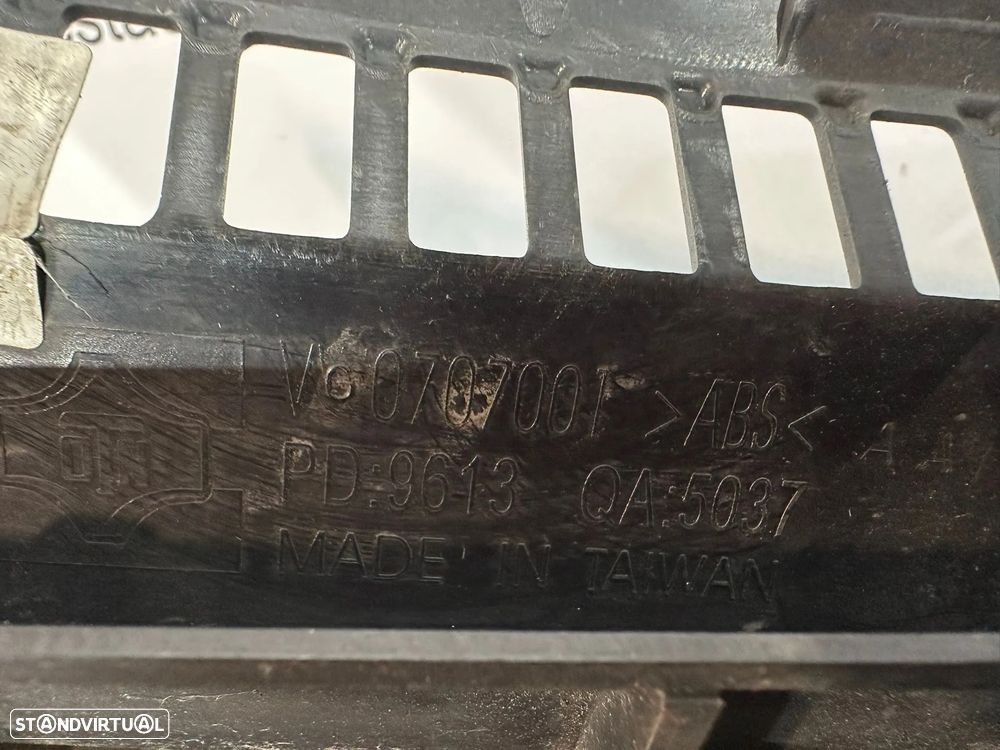 VG0707001 >ABS<
PD:9613 QA:5037
MADE IN TAIWAN
STANDVIRTUAL